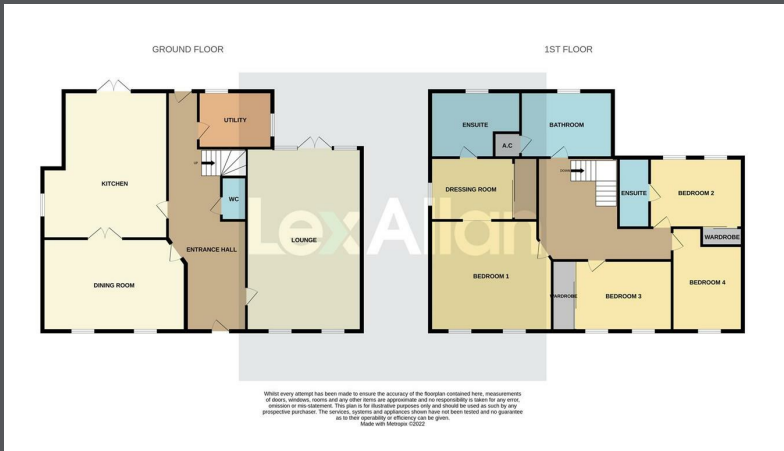 GROUND FLOOR
1ST FLOOR
UTILITY
KITCHEN
UP
WC
ENTRANCE HALL
LOUNGE
DINING ROOM
ENSUITE
BATHROOM
A.C
DRESSING ROOM
DOWN
ENSUITE
BEDROOM 2
WARDROBE
BEDROOM 1
WARDROBE
BEDROOM 3
BEDROOM 4
Lex Allan
Whilst every attempt has been made to ensure the accuracy of the floorplan contained here, measurements
of doors, windows, rooms and any other items are approximate and no responsibility is taken for any error,
omission or mis-statement. This plan is for illustrative purposes only and should be used as such by any
prospective purchaser. The services, systems and appliances shown have not been tested and no guarantee
as to their operability or efficiency can be given.
Made with Metropix ©2022